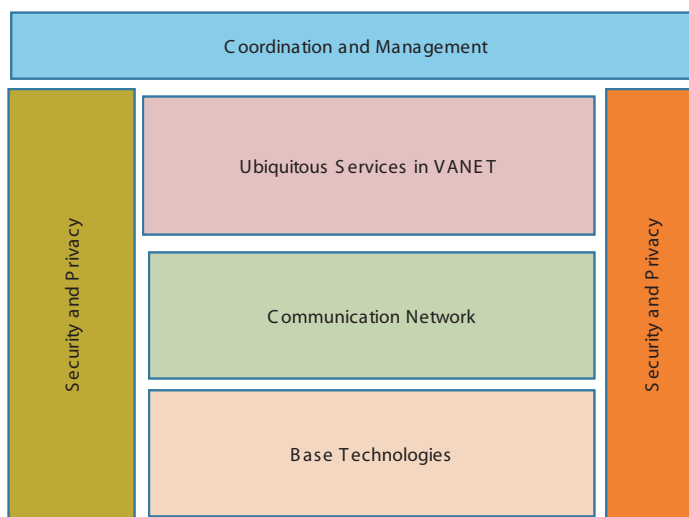 Coordination and Management
Security and Privacy
Ubiquitous Services in VANET
Communication Network
Base Technologies
Security and Privacy